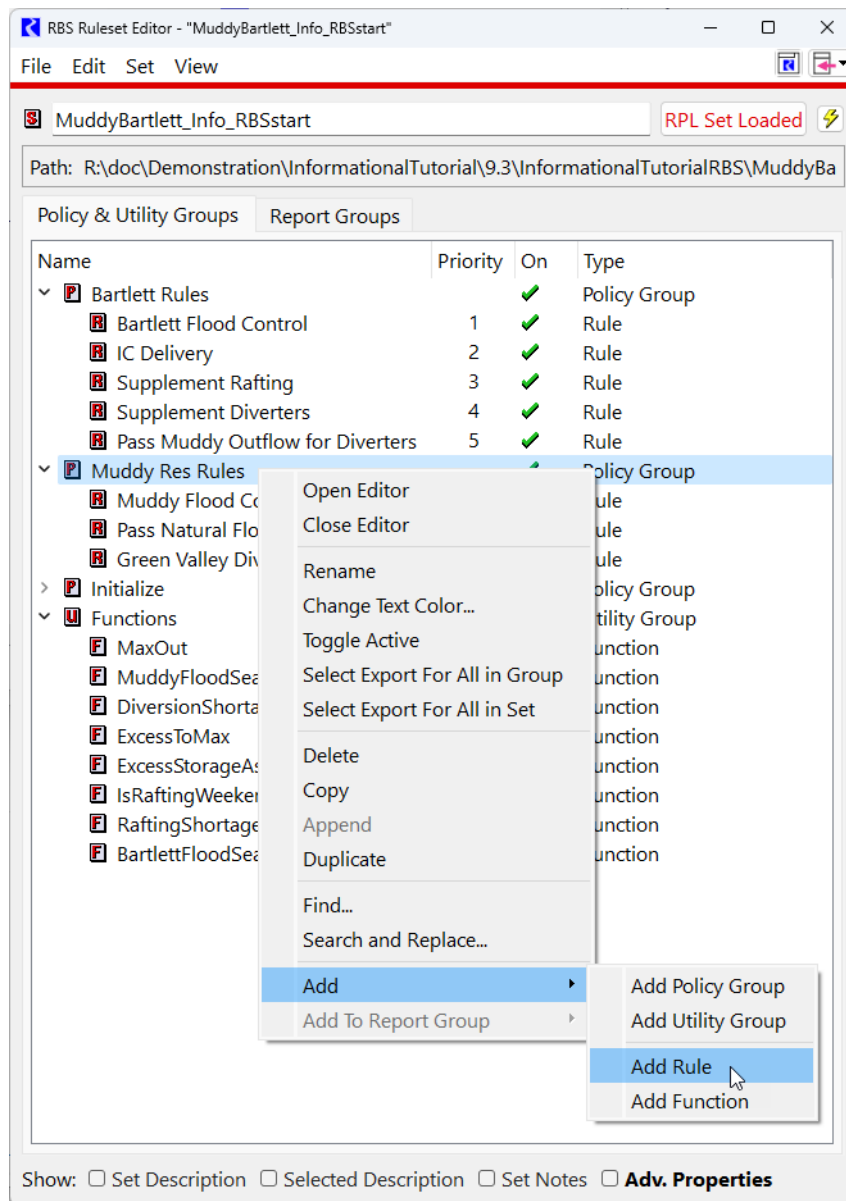 RBS Ruleset Editor - "MuddyBartlett_Info_RBSstart"
File Edit Set View
S MuddyBartlett_Info_RBSstart RPL Set Loaded
Path: R:\doc\Demonstration\InformationalTutorial\9.3\InformationalTutorialRBS\MuddyBa
Policy & Utility Groups Report Groups
Name Priority On Type
P Bartlett Rules Policy Group
R Bartlett Flood Control 1 Rule
R IC Delivery 2 Rule
R Supplement Rafting 3 Rule
R Supplement Diverters 4 Rule
R Pass Muddy Outflow for Diverters 5 Rule
P Muddy Res Rules Policy Group
R Muddy Flood Co ule
R Pass Natural Flo ule
R Green Valley Div ule
P Initialize olicy Group
U Functions tility Group
F MaxOut unction
F MuddyFloodSea unction
F DiversionShorta unction
F ExcessToMax unction
F ExcessStorageAs unction
F IsRaftingWeeken unction
F RaftingShortage unction
F BartlettFloodSea unction
Open Editor
Close Editor
Rename
Change Text Color...
Toggle Active
Select Export For All in Group
Select Export For All in Set
Delete
Copy
Append
Duplicate
Find...
Search and Replace...
Add
Add To Report Group
Add Policy Group
Add Utility Group
Add Rule
Add Function
Show: Set Description Selected Description Set Notes Adv. Properties